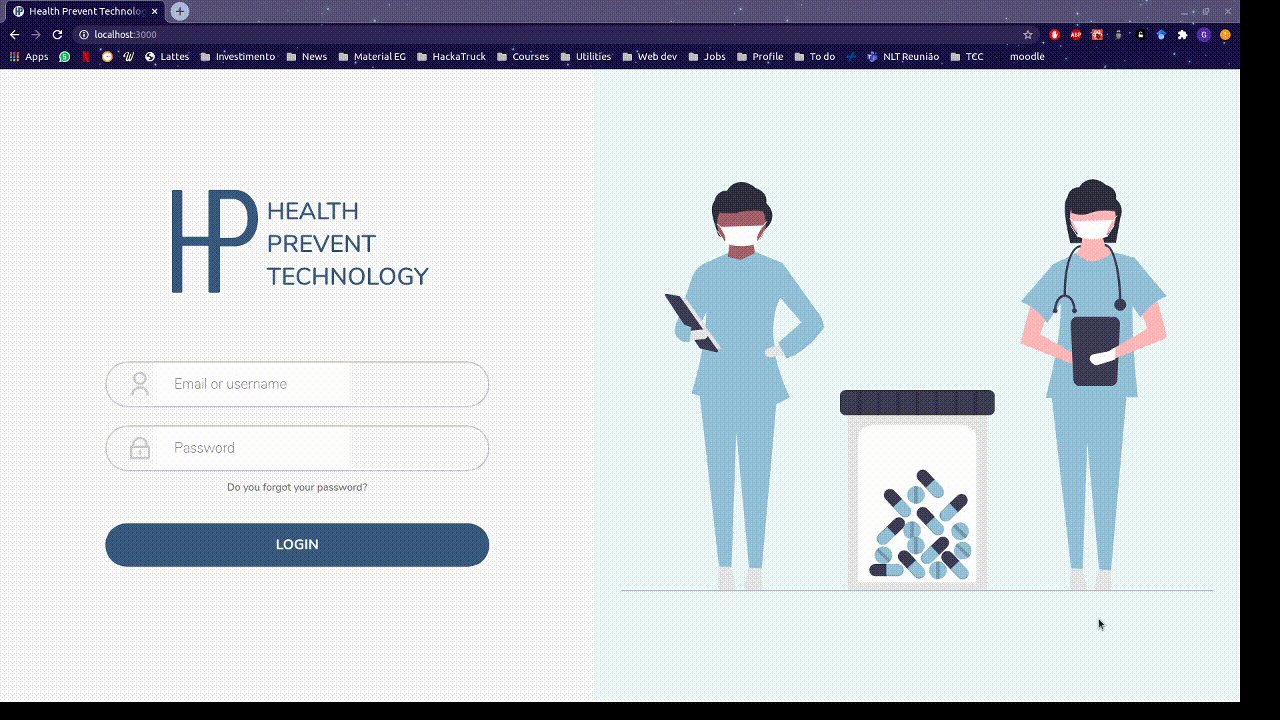 Health Prevent Technolog
localhost:3000
Apps
Lattes
Investimento
News
Material EG
HackaTruck
Courses
Utilities
Web dev
Jobs
Profile
To do
NLT Reunião
TCC
moodle
HP
HEALTH
PREVENT
TECHNOLOGY
Email or username
Password
Do you forgot your password?
LOGIN